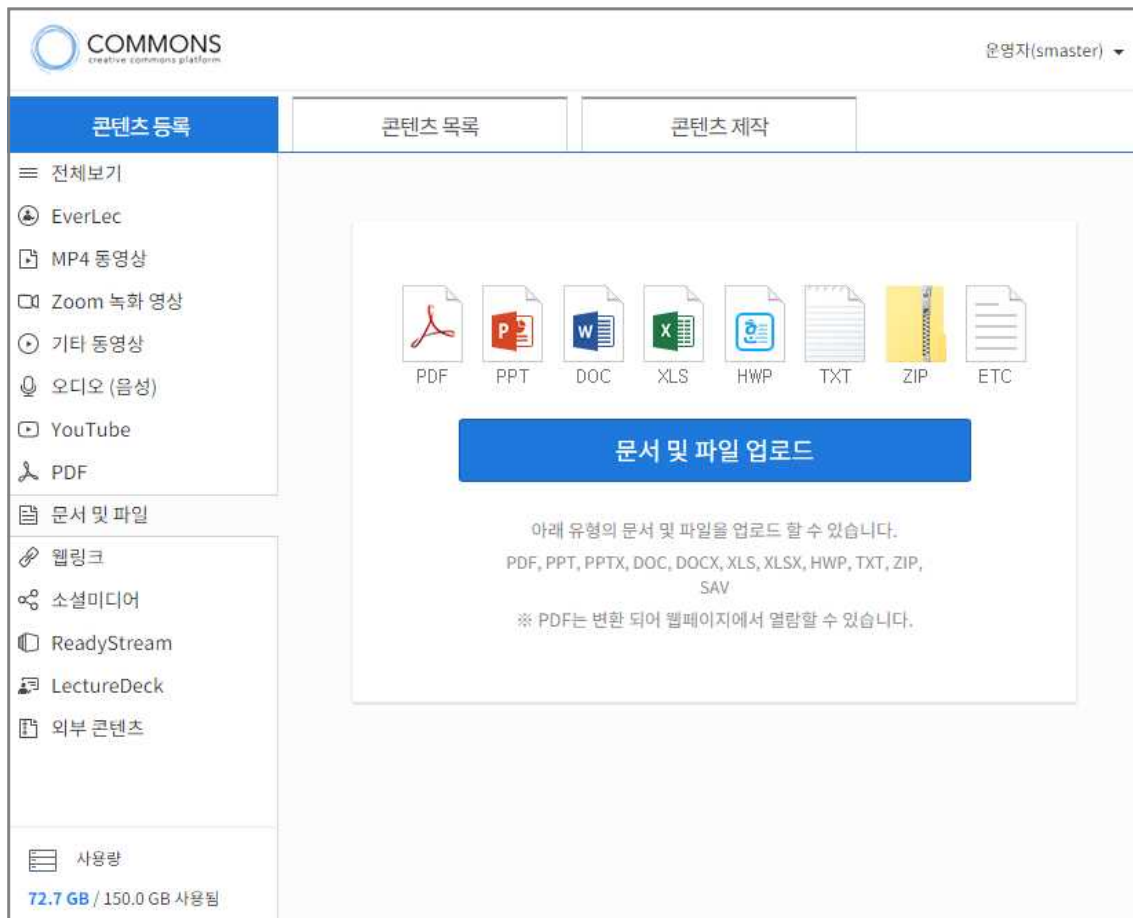 COMMONS
creative commons platform
운영자(smaster)
콘텐츠 등록
콘텐츠 목록
콘텐츠 제작
전체보기
EverLec
MP4 동영상
Zoom 녹화 영상
기타 동영상
오디오 (음성)
YouTube
PDF
문서 및 파일
웹링크
소셜미디어
ReadyStream
LectureDeck
외부 콘텐츠
사용량
72.7 GB / 150.0 GB 사용됨
PDF PPT DOC XLS HWP TXT ZIP ETC
문서 및 파일 업로드
아래 유형의 문서 및 파일을 업로드 할 수 있습니다.
PDF, PPT, PPTX, DOC, DOCX, XLS, XLSX, HWP, TXT, ZIP,
SAV
※ PDF는 변환 되어 웹페이지에서 열람할 수 있습니다.